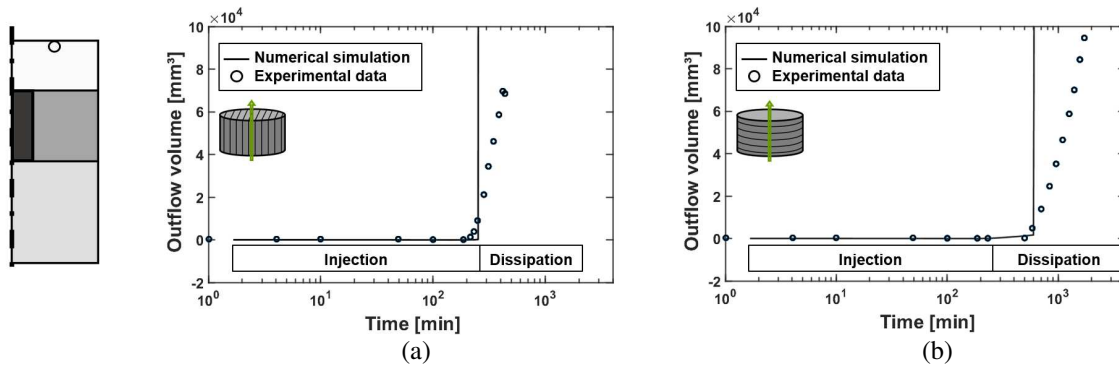 ×10⁴
10
8
6
4
2
0
-2
Outflow volume [mm³]
Numerical simulation
Experimental data
Injection
Dissipation
10⁰
10¹
10²
10³
Time [min]
(a)
×10⁴
10
8
6
4
2
0
-2
Outflow volume [mm³]
Numerical simulation
Experimental data
Injection
Dissipation
10⁰
10¹
10²
10³
Time [min]
(b)